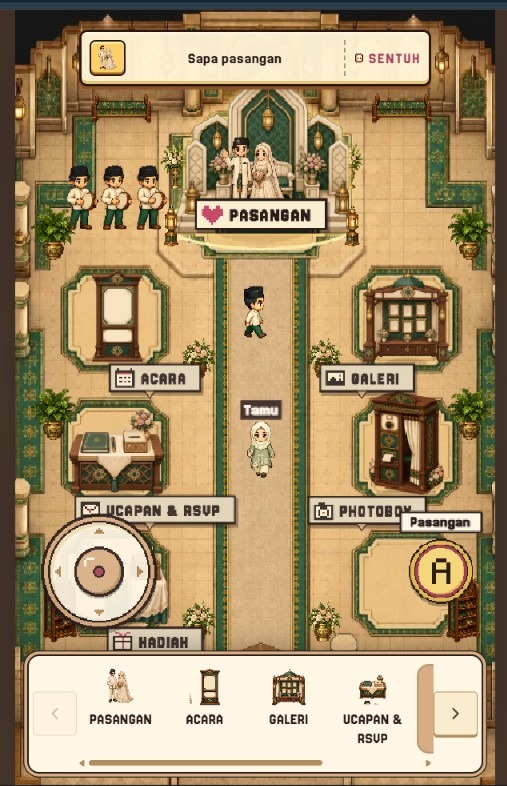 Sapa pasangan
SENTUH
PASANGAN
ACARA
GALERI
Tamu
UCAPAN & RSVP
PHOTOBOX
Pasangan
A
HADIAH
PASANGAN
ACARA
GALERI
UCAPAN &
RSVP